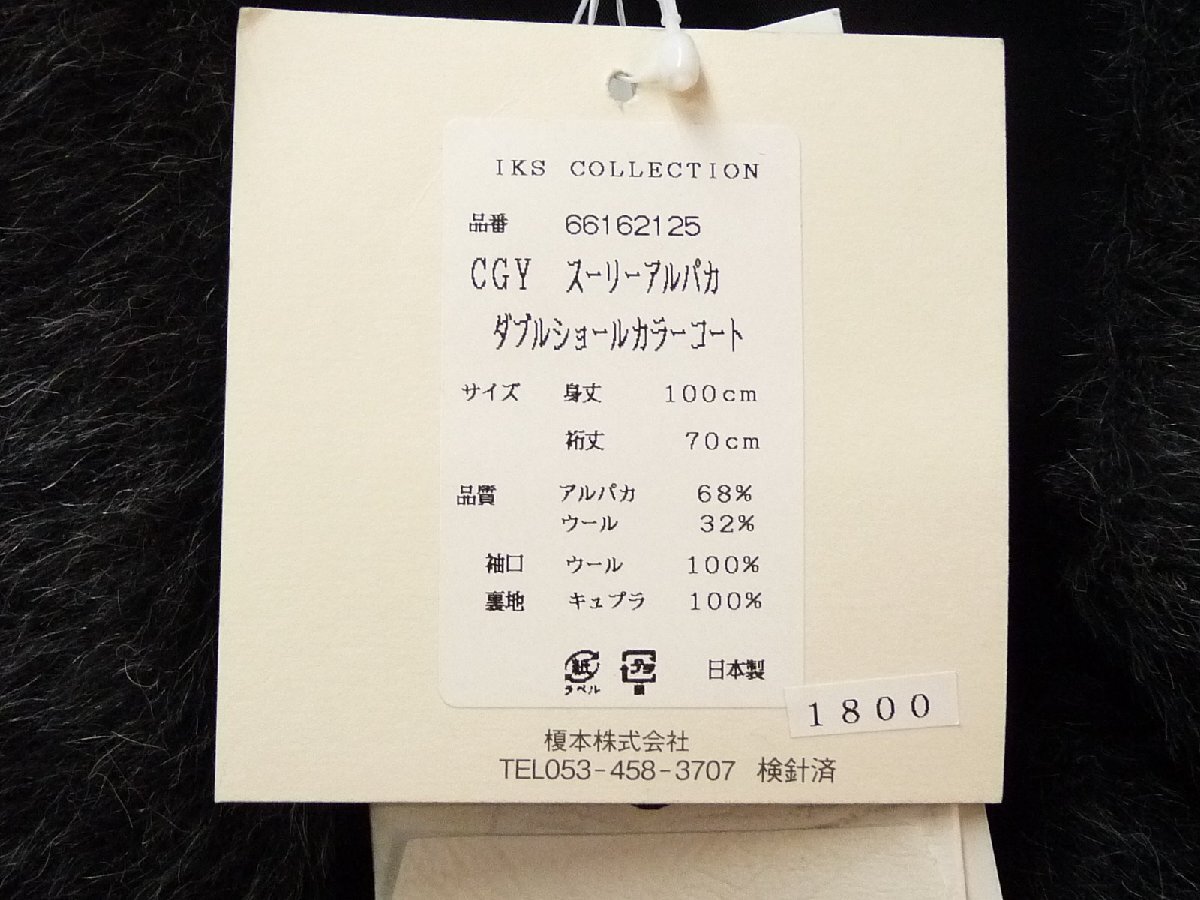 IKS COLLECTION
品番 66162125
CGY スーリーアルパカ
ダブルショールカラーコート
サイズ 身丈 100cm
裄丈 70cm
品質 アルパカ 68%
ウール 32%
袖口 ウール 100%
裏地 キュプラ 100%
紙 プラ 日本製
ラベル
1800
榎本株式会社
TEL053-458-3707 検針済